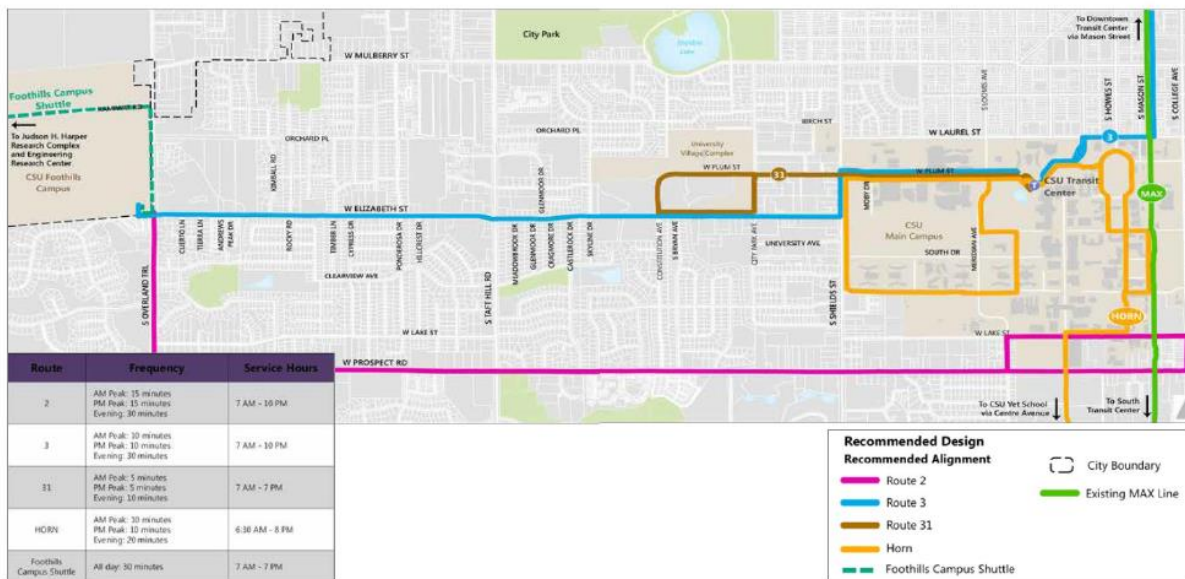 City Park
Sheldon
Lake
To Downtown
Transit Center
via Mason Street
W MULBERRY ST
S LOOMIS AVE
S HOWES ST
S MASON ST
S COLLEGE AVE
Foothills Campus
Shuttle
To Judson H. Harper
Research Complex
and Engineering
Research Center
CSU Foothills
Campus
ORCHARD PL
ORCHARD PL
BIRCH ST
W LAUREL ST
3
University
Village Complex
KIMBALL RD
GLENMOOR DR
W PLUM ST
31
W PLUM ST
CSU Transit
Center
MAX
W ELIZABETH ST
MOBY DR
CUERTO LN
TIERRA LN
ANDREWS
PEAK DR
ROCKY RD
TIMBER LN
CYPRESS DR
PONDEROSA DR
HILLCREST DR
MEADOWBROOK DR
GLENMOOR DR
CRAGMORE DR
CASTLEROCK DR
SKYLINE DR
CONSTITUTION AVE
S BRYAN AVE
CITY PARK AVE
UNIVERSITY AVE
CSU
Main Campus
SOUTH DR
MERIDIAN AVE
CLEARVIEW AVE
S OVERLAND TRL
S TAFT HILL RD
S SHIELDS ST
HORN
W LAKE ST
W LAKE ST
W PROSPECT RD
To CSU Vet School
via Centre Avenue
To South
Transit Center
Route Frequency Service Hours
2
AM Peak: 15 minutes
PM Peak: 15 minutes
Evening: 30 minutes
7 AM - 10 PM
3
AM Peak: 10 minutes
PM Peak: 10 minutes
Evening: 30 minutes
7 AM - 10 PM
31
AM Peak: 5 minutes
PM Peak: 5 minutes
Evening: 10 minutes
7 AM - 7 PM
HORN
AM Peak: 10 minutes
PM Peak: 10 minutes
Evening: 20 minutes
6:30 AM - 8 PM
Foothills
Campus Shuttle
All day: 30 minutes
7 AM - 7 PM
Recommended Design
Recommended Alignment
Route 2
Route 3
Route 31
Horn
Foothills Campus Shuttle
City Boundary
Existing MAX Line